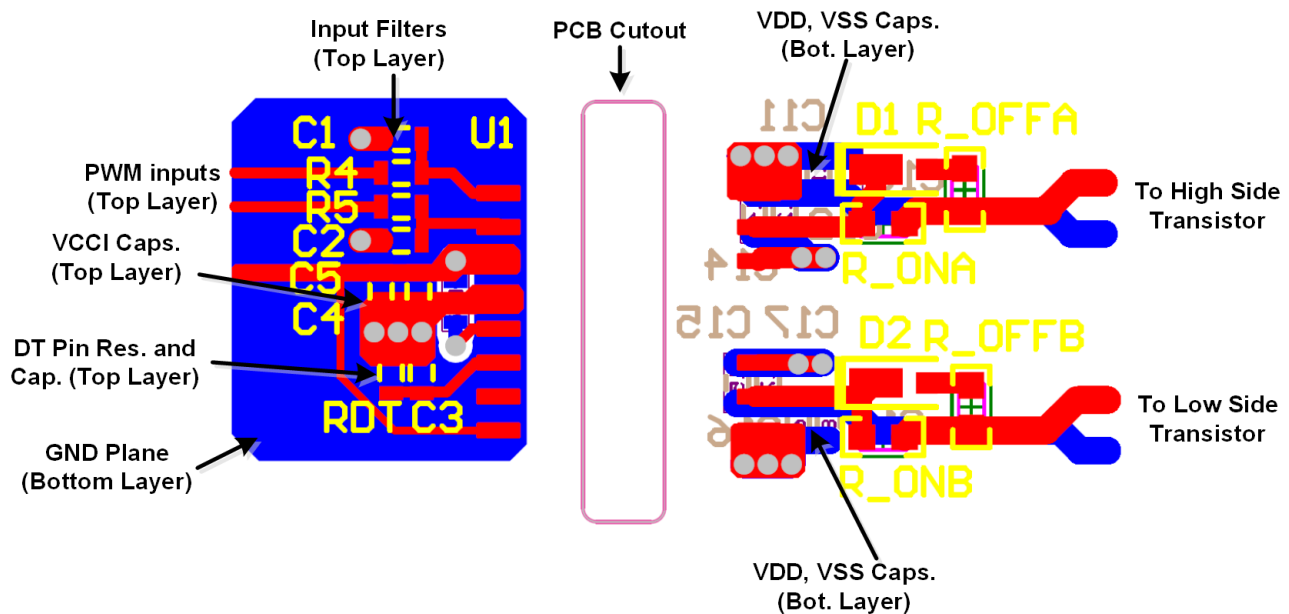 Input Filters
(Top Layer)
PCB Cutout
VDD, VSS Caps.
(Bot. Layer)
C1
U1
C11
D1 R_OFFA
PWM inputs
(Top Layer)
R4
R5
To High Side
Transistor
VCCI Caps.
(Top Layer)
C2
C5
C14
R_ONA
C4
C15
C17
D2 R_OFFB
DT Pin Res. and
Cap. (Top Layer)
RDT C3
To Low Side
Transistor
GND Plane
(Bottom Layer)
R_ONB
VDD, VSS Caps.
(Bot. Layer)